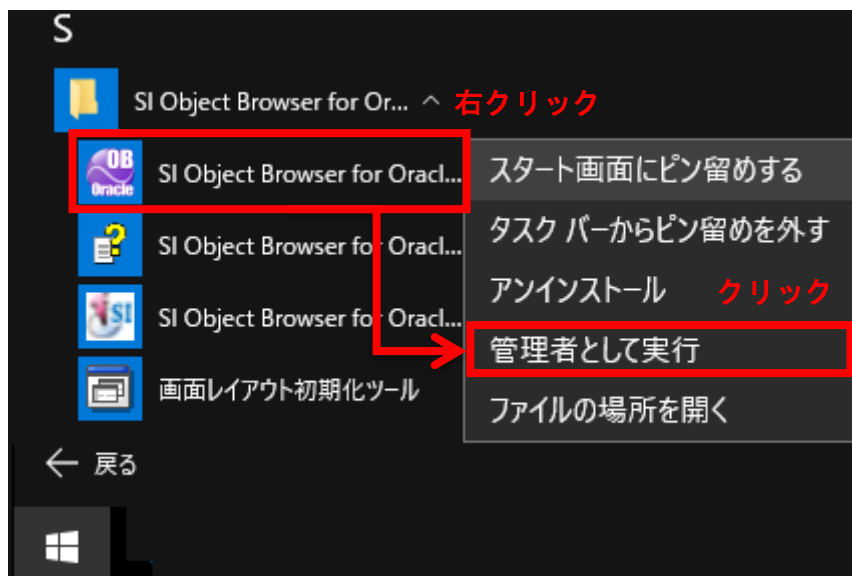 S
SI Object Browser for Or... 右クリック
OB
Oracle
SI Object Browser for Oracl...
スタート画面にピン留めする
タスク バーからピン留めを外す
SI Object Browser for Oracl...
アンインストール クリック
SI
SI Object Browser for Oracl...
管理者として実行
画面レイアウト初期化ツール
ファイルの場所を開く
戻る